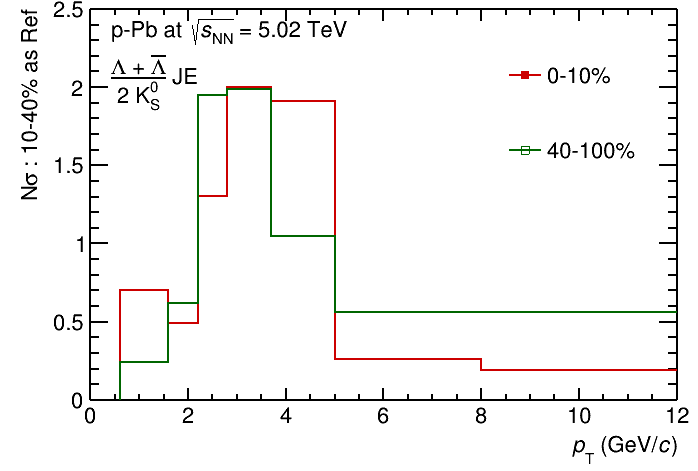 Nσ : 10-40% as Ref
2.5
2
1.5
1
0.5
0
p-Pb at √sNN = 5.02 TeV
Λ + Λ̅
2 K0S
JE
0-10%
40-100%
0 2 4 6 8 10 12
pT (GeV/c)